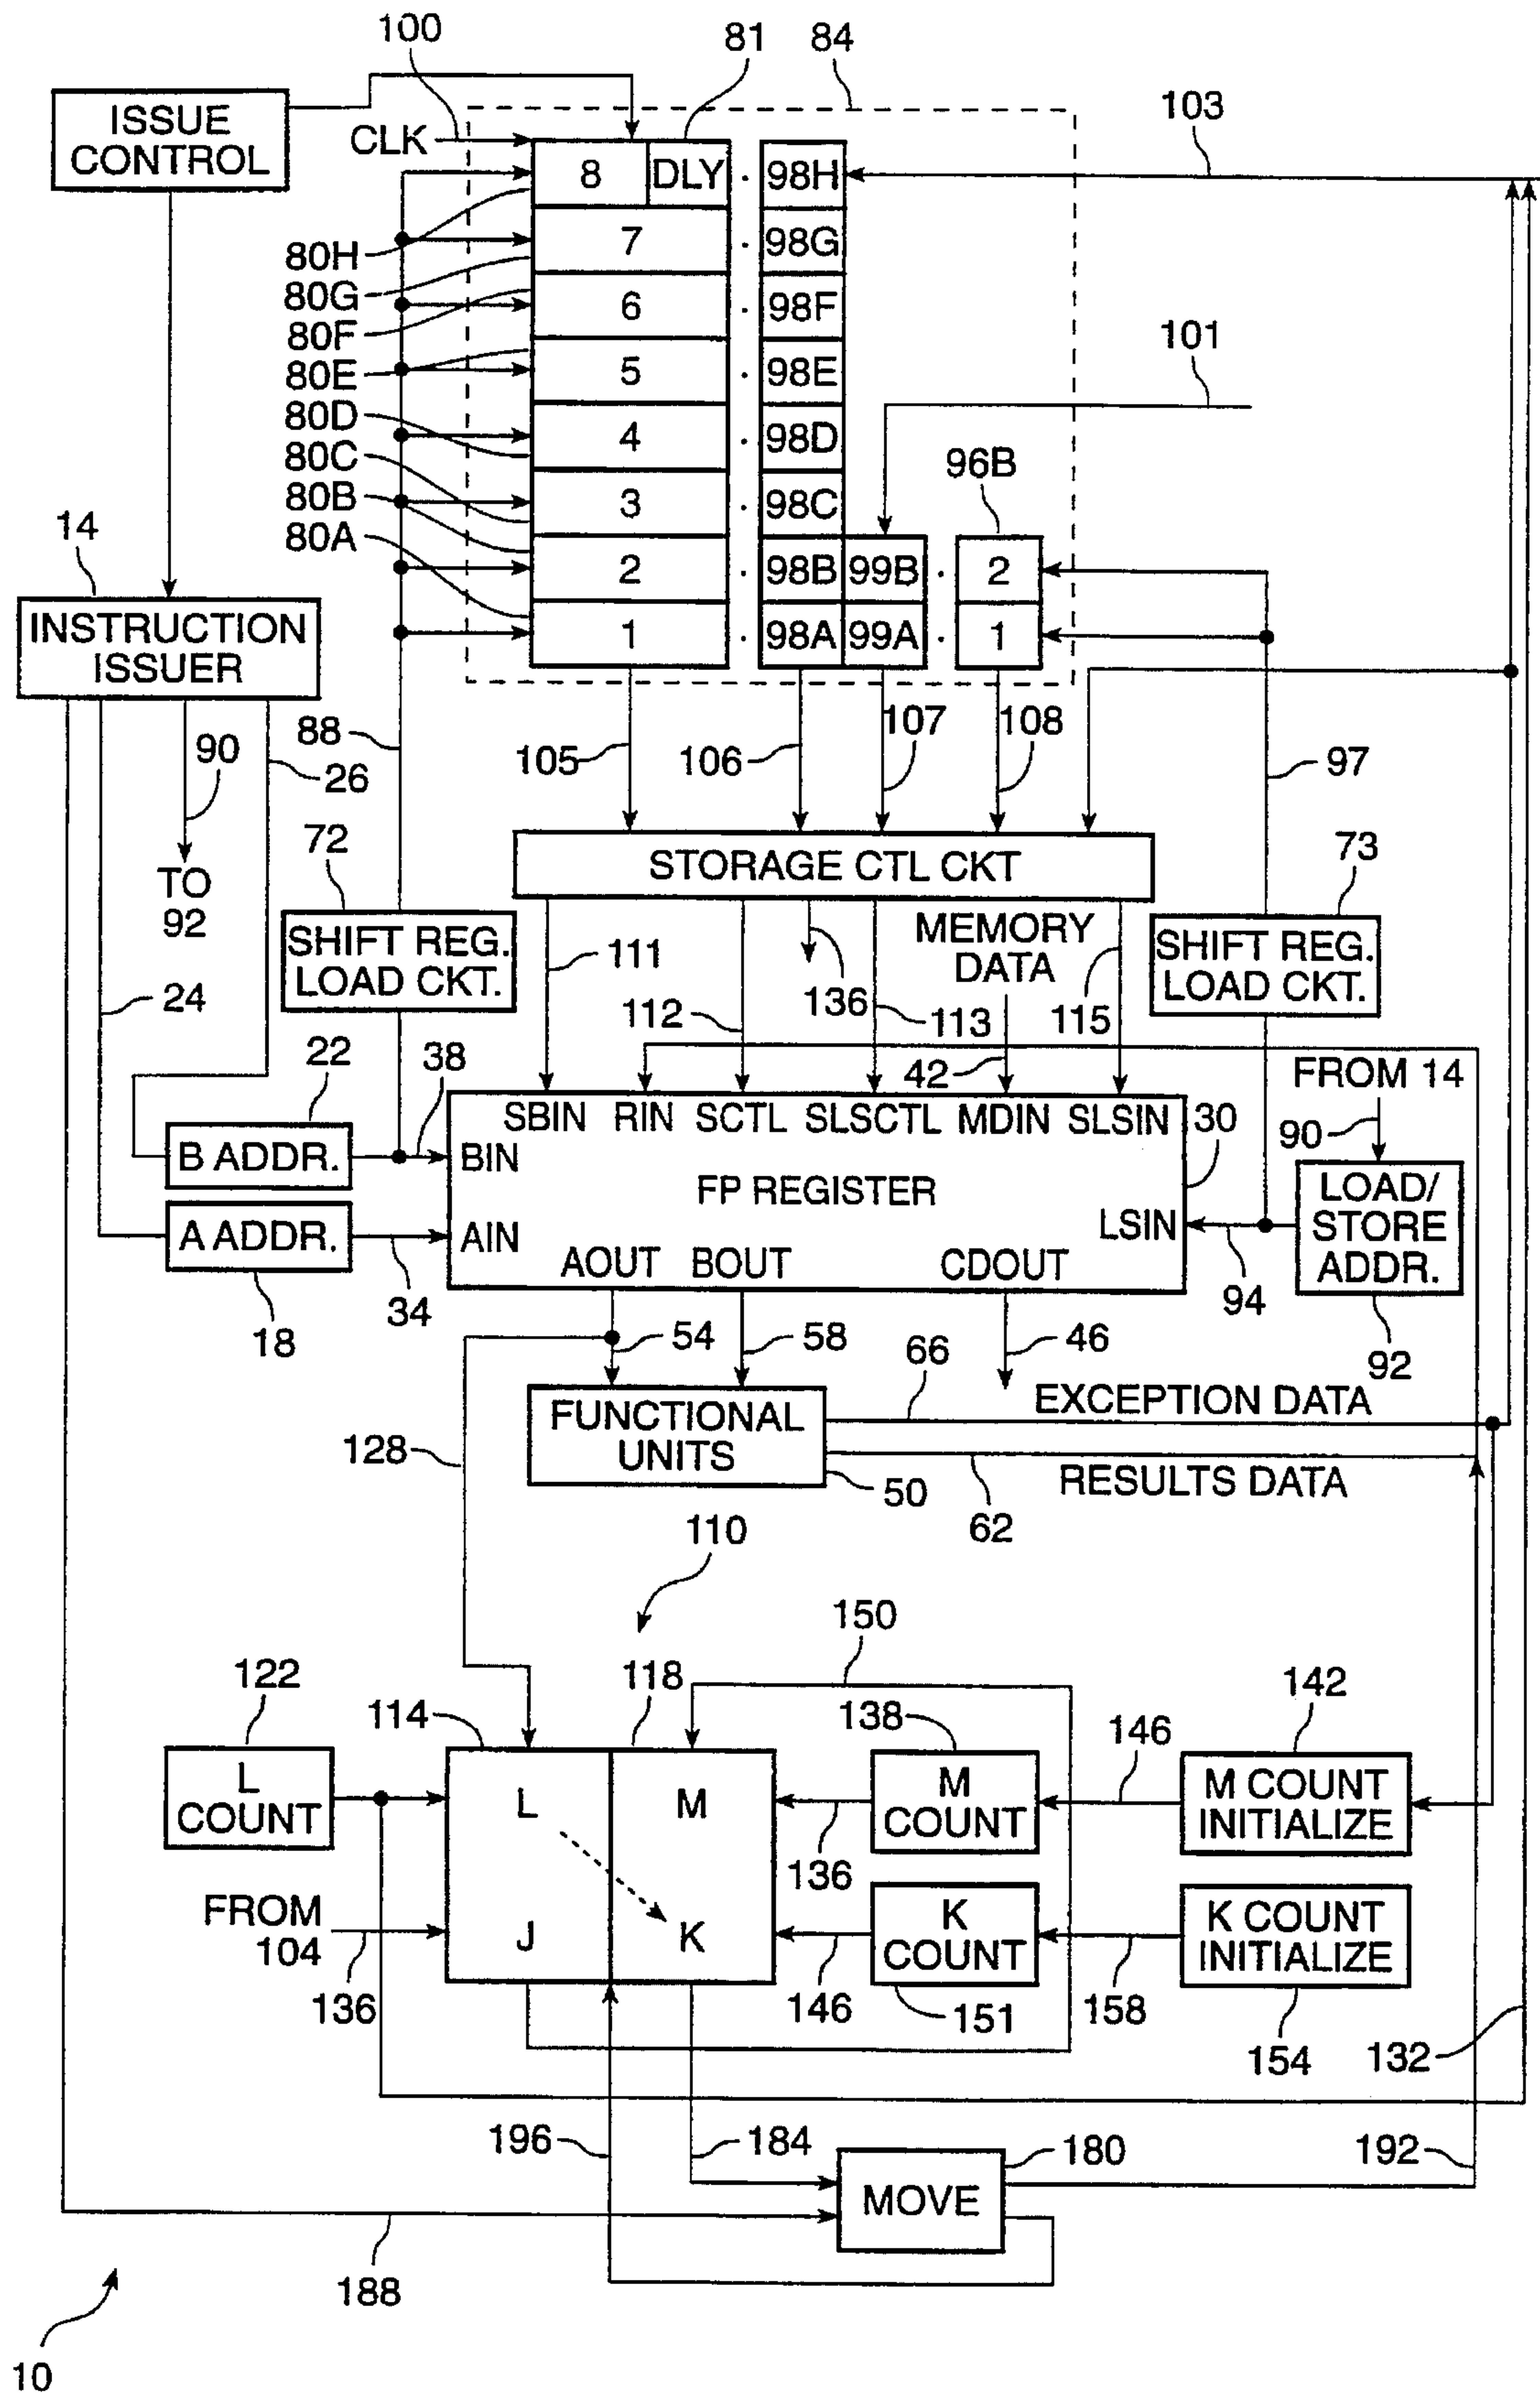 100
81
84
103
ISSUE
CONTROL
CLK
8
DLY
98H
80H
7
98G
80G
6
98F
80F
101
80E
5
98E
80D
4
98D
96B
80C
3
98C
80B
14
80A
2
98B
99B
2
INSTRUCTION
ISSUER
1
98A
99A
1
88
90
26
105
106
107
108
97
TO
92
72
STORAGE CTL CKT
73
SHIFT REG.
LOAD CKT.
111
MEMORY
DATA
SHIFT REG.
LOAD CKT.
24
112
136
113
115
22
38
42
FROM 14
SBIN
RIN
SCTL
SLSCTL
MDIN
SLSIN
30
90
B ADDR.
BIN
FP REGISTER
LOAD/
STORE
ADDR.
A ADDR.
AIN
LSIN
AOUT
BOUT
CDOUT
18
34
54
58
46
94
92
66
FUNCTIONAL
UNITS
EXCEPTION DATA
128
50
62
RESULTS DATA
110
150
122
118
138
142
114
146
L
COUNT
L
M
M
COUNT
M COUNT
INITIALIZE
136
FROM
104
J
K
K
COUNT
K COUNT
INITIALIZE
136
146
151
158
154
132
196
184
180
192
MOVE
188
10